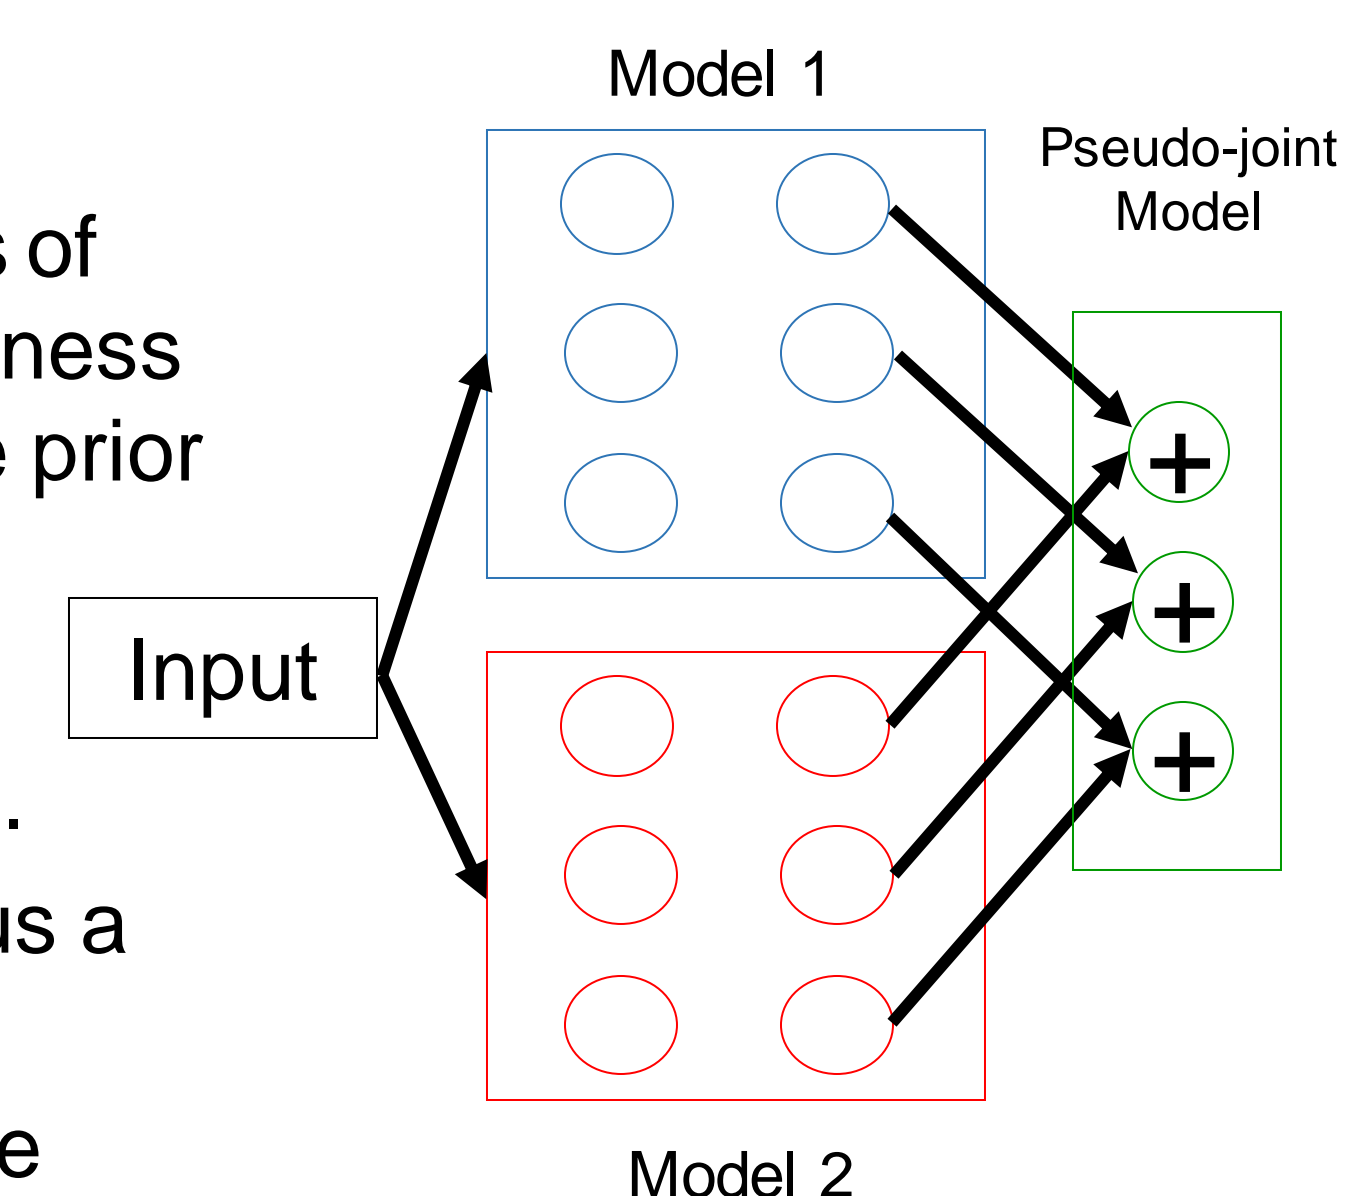 Model 1
Pseudo-joint
Model
s of
ness
e prior
Input
.
us a
e
Model 2
+
+
+